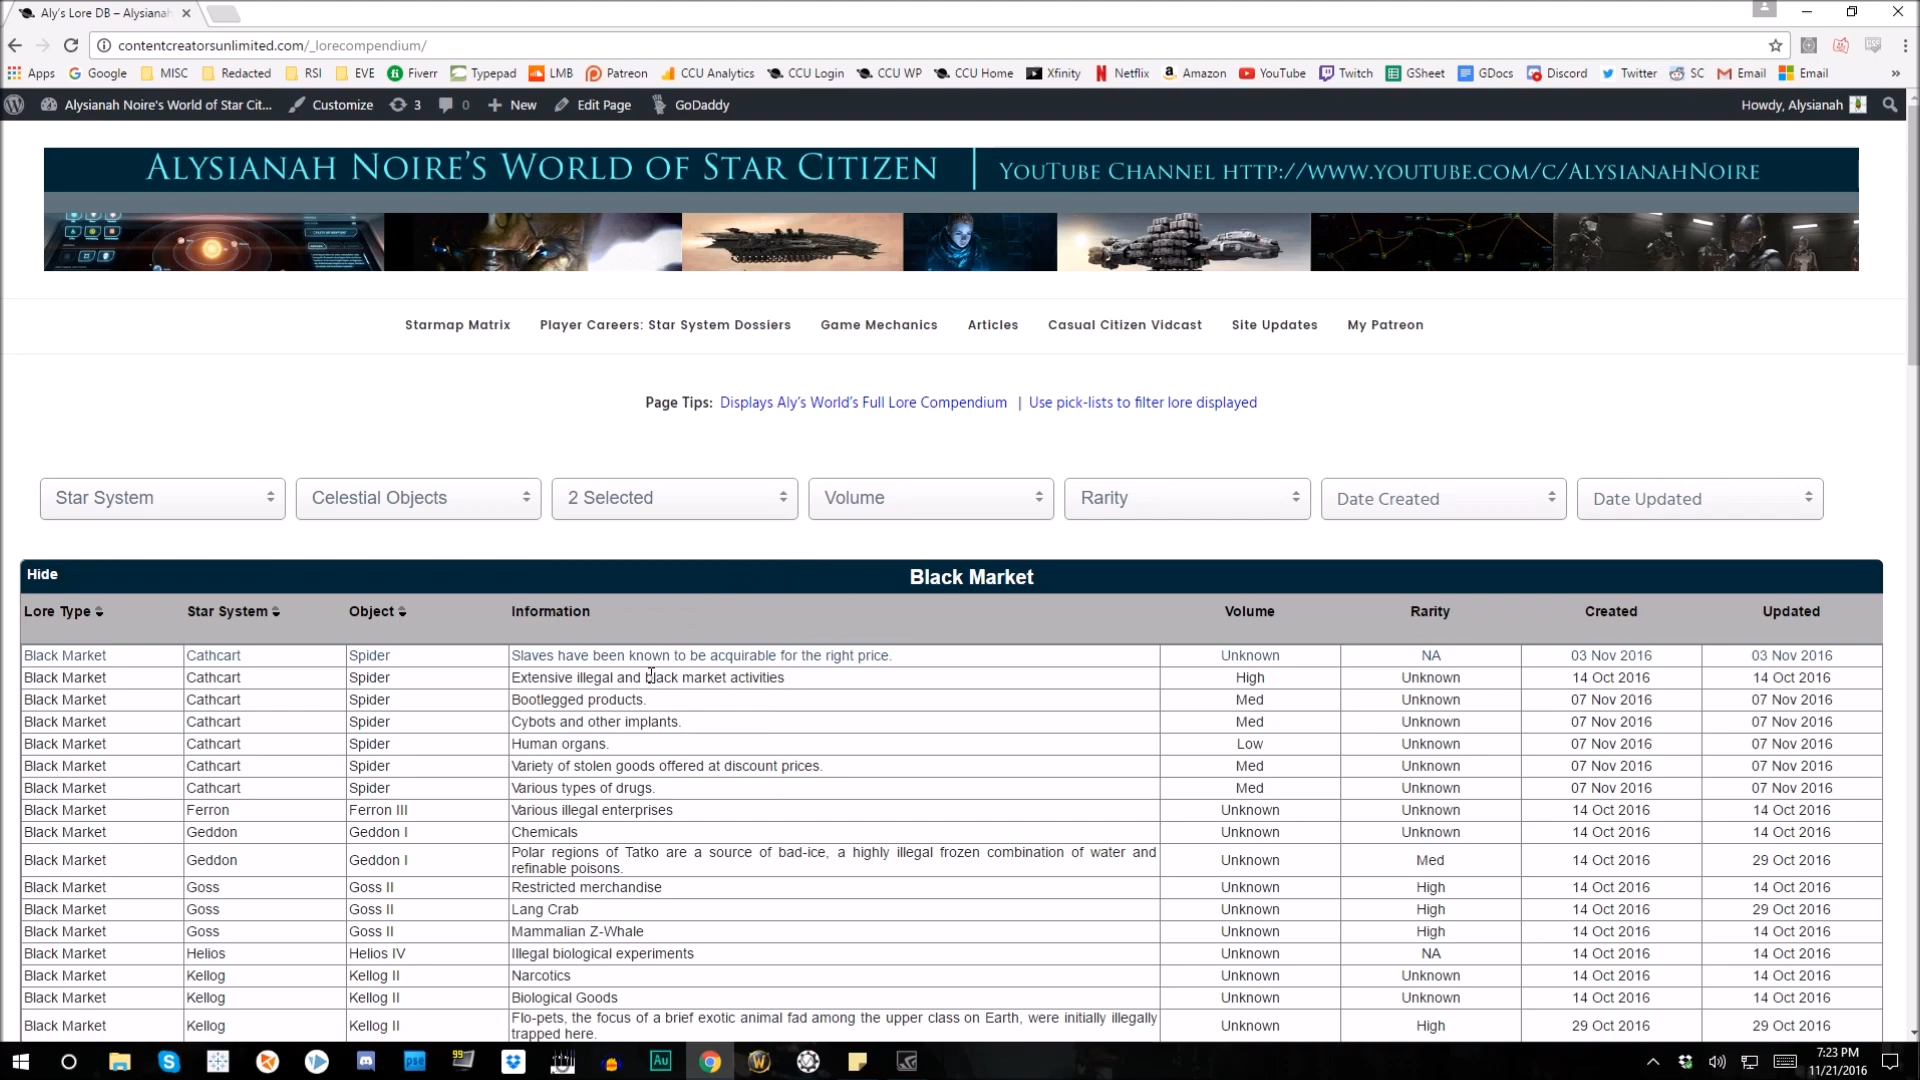 Aly's Lore DB – Alysianah
contentcreatorsunlimited.com/_lorecompendium/
Apps Google MISC Redacted RSI EVE Fiverr Typepad LMB Patreon CCU Analytics CCU Login CCU WP CCU Home Xfinity Netflix Amazon YouTube Twitch GSheet GDocs Discord Twitter SC Email Email »
Alysianah Noire's World of Star Cit... Customize 3 0 New Edit Page GoDaddy Howdy, Alysianah
Alysianah Noire's World of Star Citizen | YouTube Channel http://www.youtube.com/c/AlysianahNoire
Starmap Matrix Player Careers: Star System Dossiers Game Mechanics Articles Casual Citizen Vidcast Site Updates My Patreon
Page Tips: Displays Aly's World's Full Lore Compendium | Use pick-lists to filter lore displayed
Star System Celestial Objects 2 Selected Volume Rarity Date Created Date Updated
Hide Black Market
Lore Type Star System Object Information Volume Rarity Created Updated
Black Market Cathcart Spider Slaves have been known to be acquirable for the right price. Unknown NA 03 Nov 2016 03 Nov 2016
Black Market Cathcart Spider Extensive illegal and black market activities High Unknown 14 Oct 2016 14 Oct 2016
Black Market Cathcart Spider Bootlegged products. Med Unknown 07 Nov 2016 07 Nov 2016
Black Market Cathcart Spider Cybots and other implants. Med Unknown 07 Nov 2016 07 Nov 2016
Black Market Cathcart Spider Human organs. Low Unknown 07 Nov 2016 07 Nov 2016
Black Market Cathcart Spider Variety of stolen goods offered at discount prices. Med Unknown 07 Nov 2016 07 Nov 2016
Black Market Cathcart Spider Various types of drugs. Med Unknown 07 Nov 2016 07 Nov 2016
Black Market Ferron Ferron III Various illegal enterprises Unknown Unknown 14 Oct 2016 14 Oct 2016
Black Market Geddon Geddon I Chemicals Unknown Unknown 14 Oct 2016 14 Oct 2016
Black Market Geddon Geddon I Polar regions of Tatko are a source of bad-ice, a highly illegal frozen combination of water and
refinable poisons. Unknown Med 14 Oct 2016 29 Oct 2016
Black Market Goss Goss II Restricted merchandise Unknown High 14 Oct 2016 14 Oct 2016
Black Market Goss Goss II Lang Crab Unknown High 14 Oct 2016 29 Oct 2016
Black Market Goss Goss II Mammalian Z-Whale Unknown High 14 Oct 2016 14 Oct 2016
Black Market Helios Helios IV Illegal biological experiments Unknown NA 14 Oct 2016 14 Oct 2016
Black Market Kellog Kellog II Narcotics Unknown Unknown 14 Oct 2016 14 Oct 2016
Black Market Kellog Kellog II Biological Goods Unknown Unknown 14 Oct 2016 14 Oct 2016
Black Market Kellog Kellog II Flo-pets, the focus of a brief exotic animal fad among the upper class on Earth, were initially illegally
trapped here. Unknown High 29 Oct 2016 29 Oct 2016
Au
7:23 PM
11/21/2016